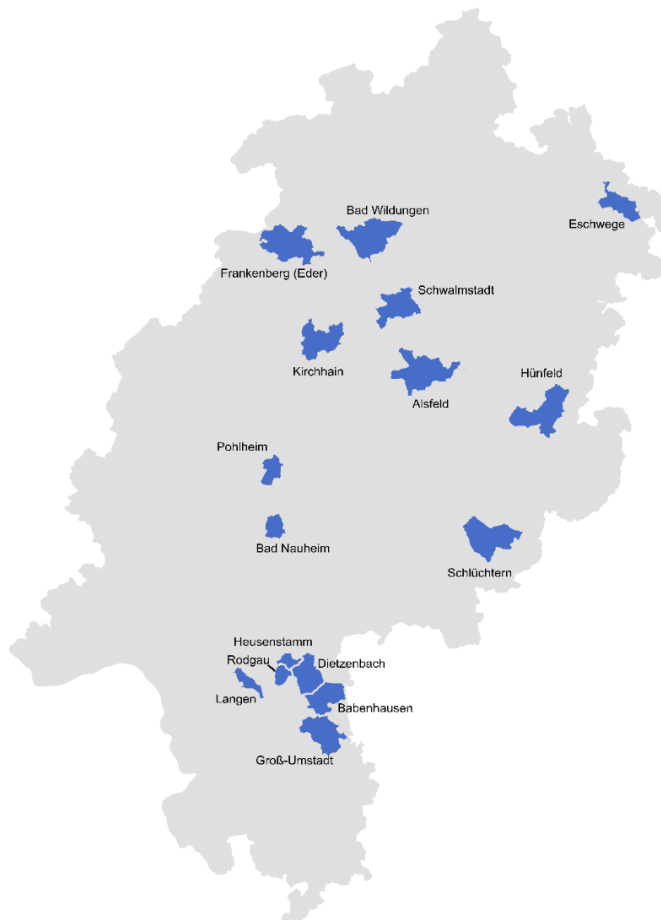 Bad Wildungen
Eschwege
Frankenberg (Eder)
Schwalmstadt
Kirchhain
Hünfeld
Alsfeld
Pohlheim
Bad Nauheim
Schlüchtern
Heusenstamm
Rodgau
Dietzenbach
Langen
Babenhausen
Groß-Umstadt